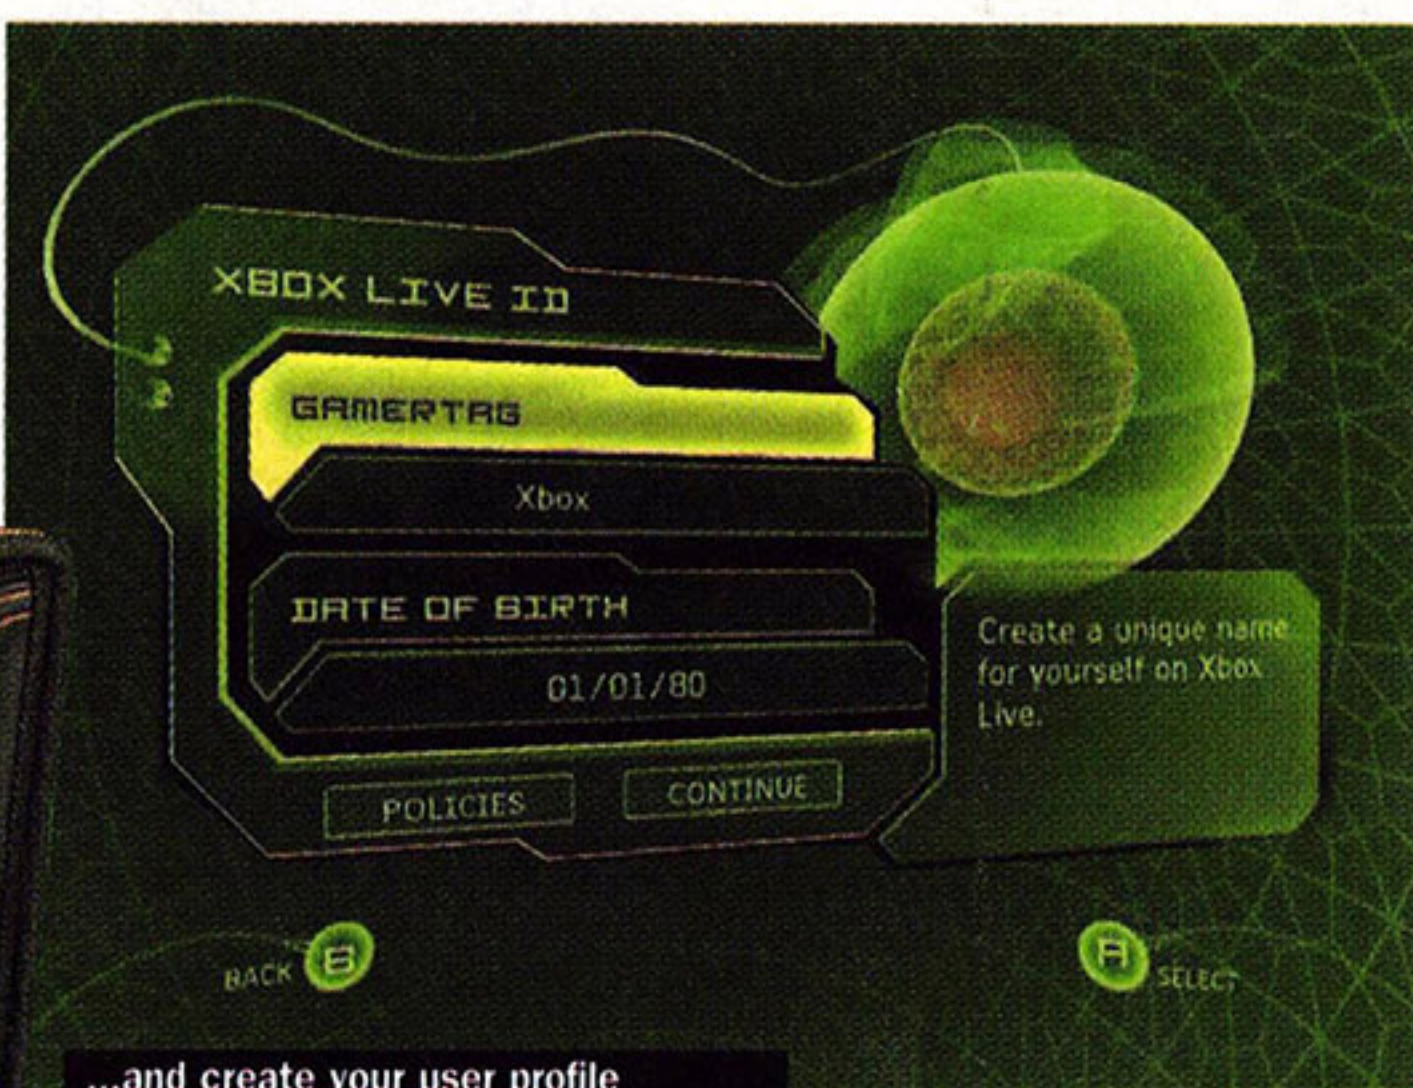 XBOX LIVE ID
GAMERTAG
Xbox
DATE OF BIRTH
01/01/80
Create a unique name
for yourself on Xbox
Live.
POLICIES
CONTINUE
BACK B
A SELECT
...and create your user profile